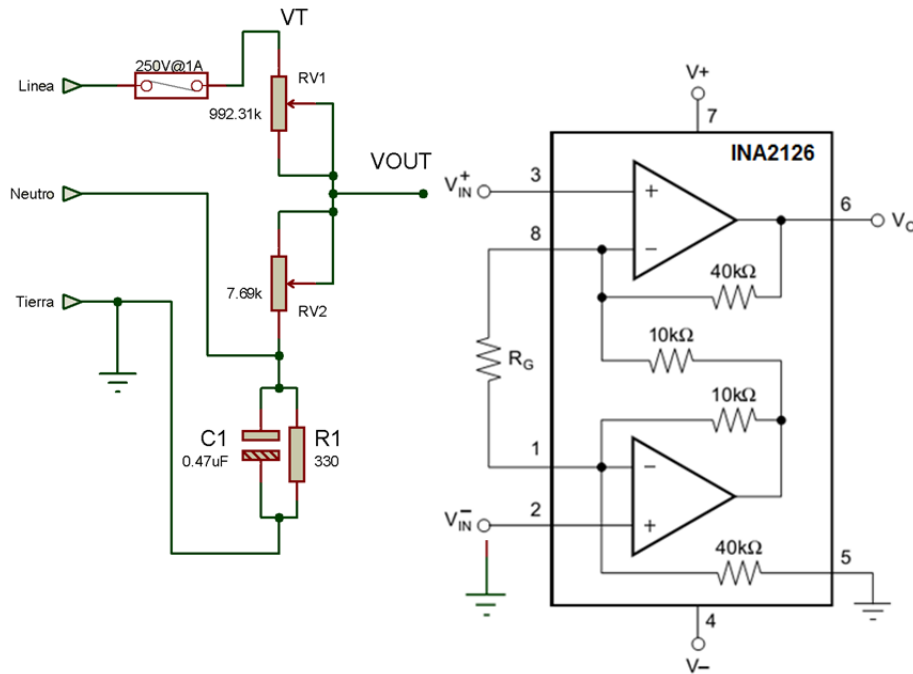 VT
250V@1A
Linea
RV1
992.31k
VOUT
Neutro
7.69k
RV2
Tierra
C1
0.47uF
R1
330
V+
7
INA2126
V+IN
3
+
6
VO
8
−
40kΩ
10kΩ
RG
10kΩ
1
−
V−IN
2
+
40kΩ
5
4
V−